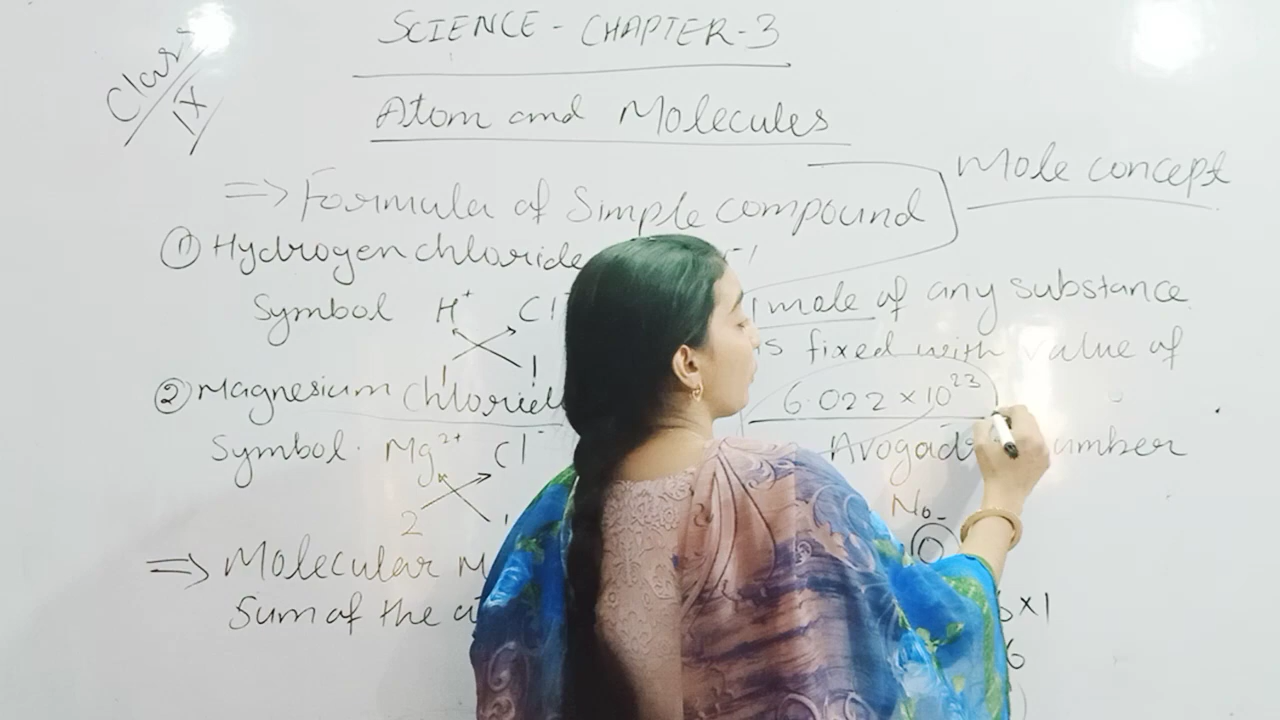 SCIENCE - CHAPTER-3
Class
IX
Atom and Molecules
Mole concept
=> Formula of Simple compound
① Hydrogen chloride
Symbol H⁺ Cl⁻
1 1
② Magnesium Chloride
Symbol. Mg²⁺ Cl⁻
2 1
=> Molecular
Sum of the
1 mole of any substance
is fixed with value of
6.022 × 10²³
Avogadro number
No-